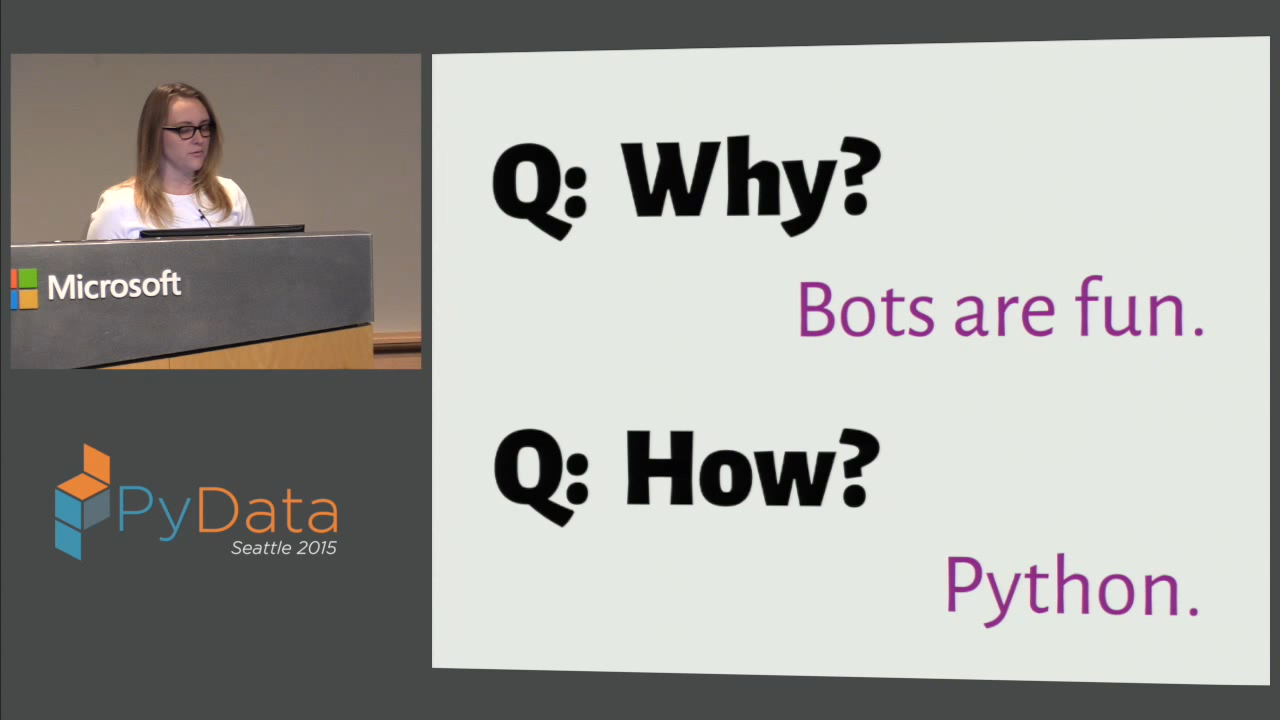 Microsoft
PyData
Seattle 2015
Q: Why?
Bots are fun.
Q: How?
Python.